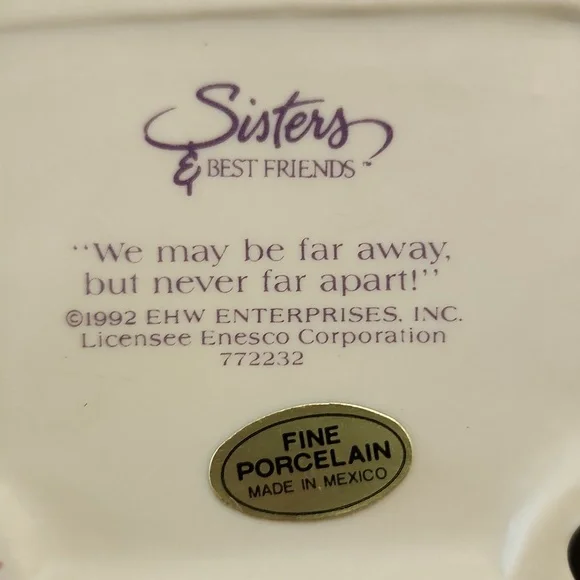 Sisters
& BEST FRIENDS™
"We may be far away,
but never far apart!"
©1992 EHW ENTERPRISES, INC.
Licensee Enesco Corporation
772232
FINE
PORCELAIN
MADE IN MEXICO